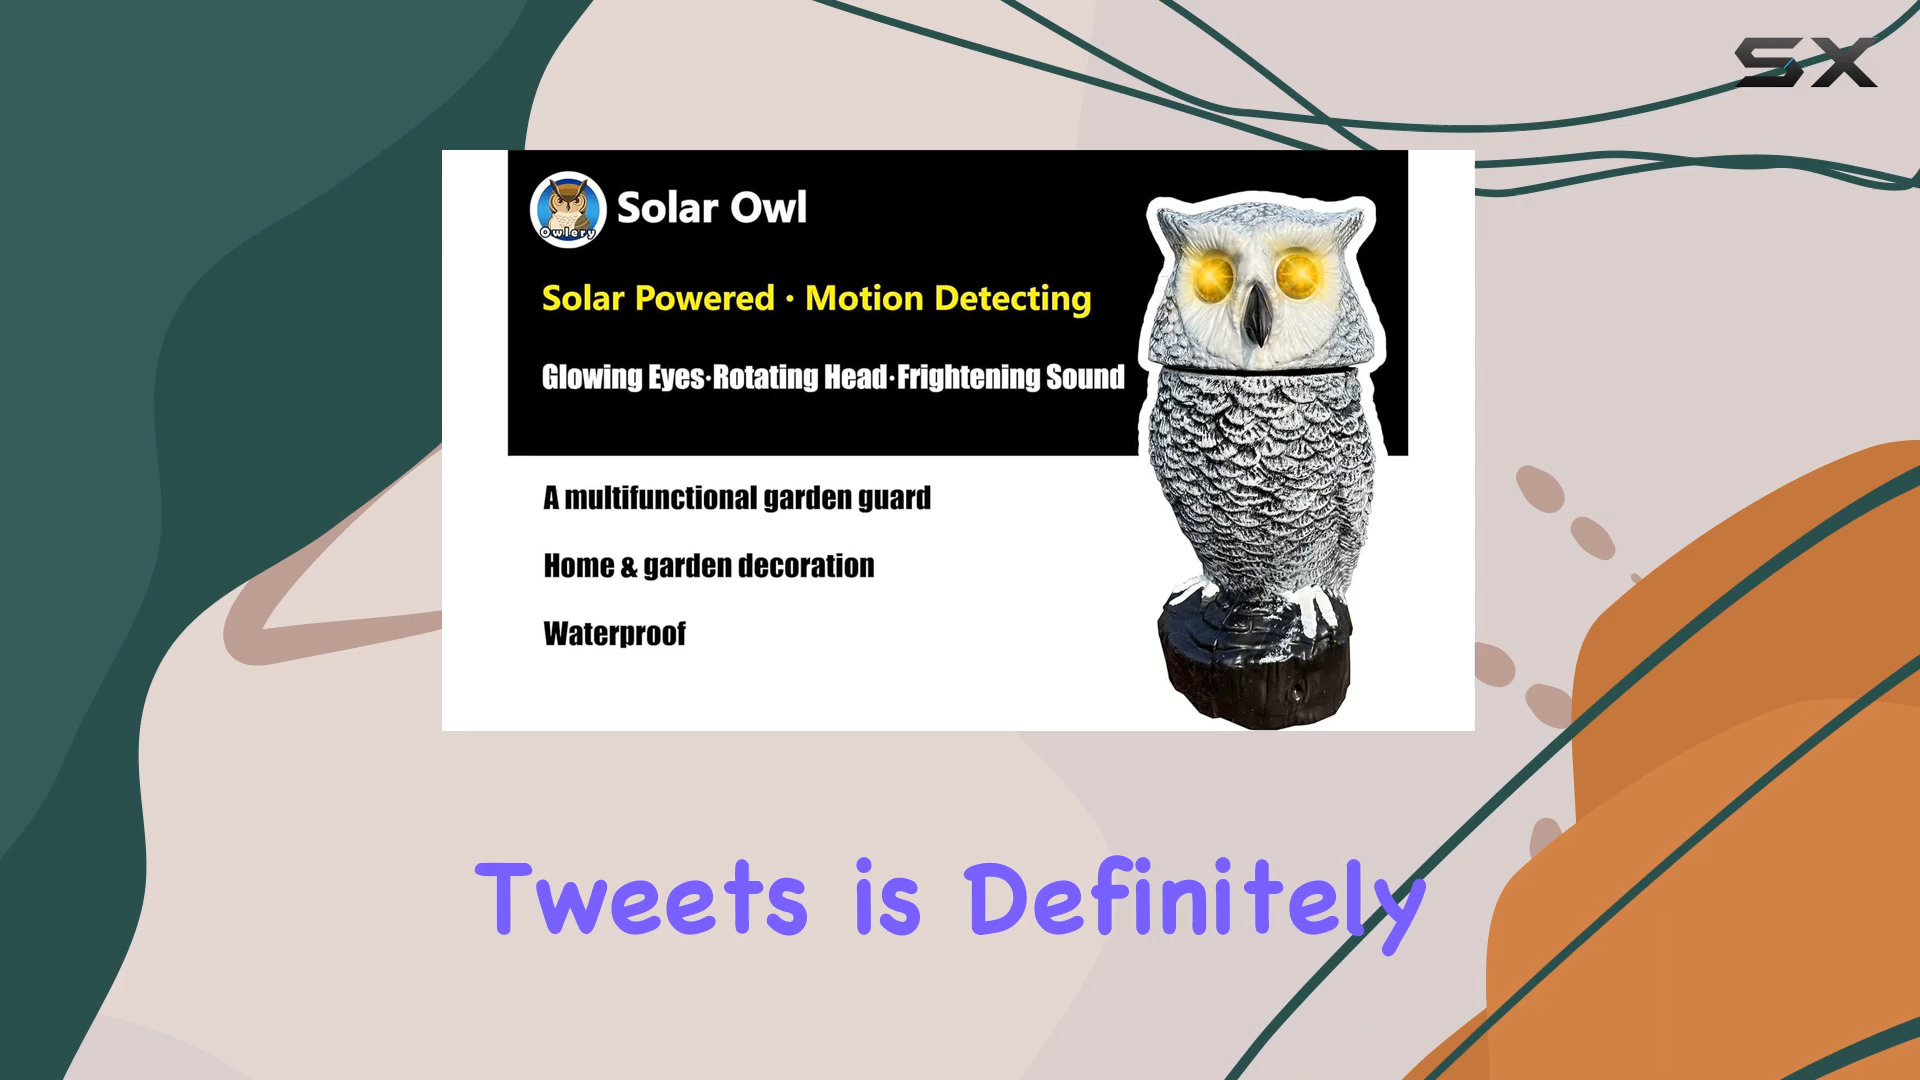 SX
Owlery
Solar Owl
Solar Powered · Motion Detecting
Glowing Eyes·Rotating Head·Frightening Sound
A multifunctional garden guard
Home & garden decoration
Waterproof
Tweets is Definitely